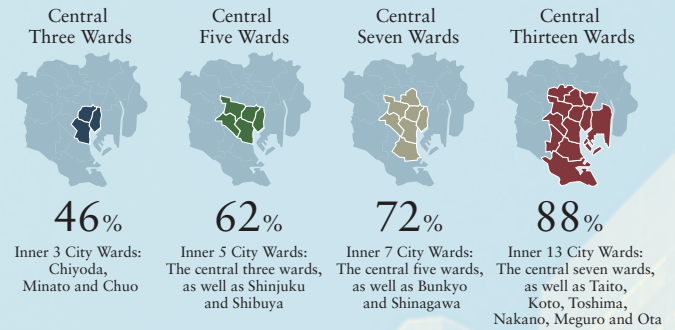 Central
Three Wards
46%
Inner 3 City Wards:
Chiyoda,
Minato and Chuo
Central
Five Wards
62%
Inner 5 City Wards:
The central three wards,
as well as Shinjuku
and Shibuya
Central
Seven Wards
72%
Inner 7 City Wards:
The central five wards,
as well as Bunkyo
and Shinagawa
Central
Thirteen Wards
88%
Inner 13 City Wards:
The central seven wards,
as well as Taito,
Koto, Toshima,
Nakano, Meguro and Ota